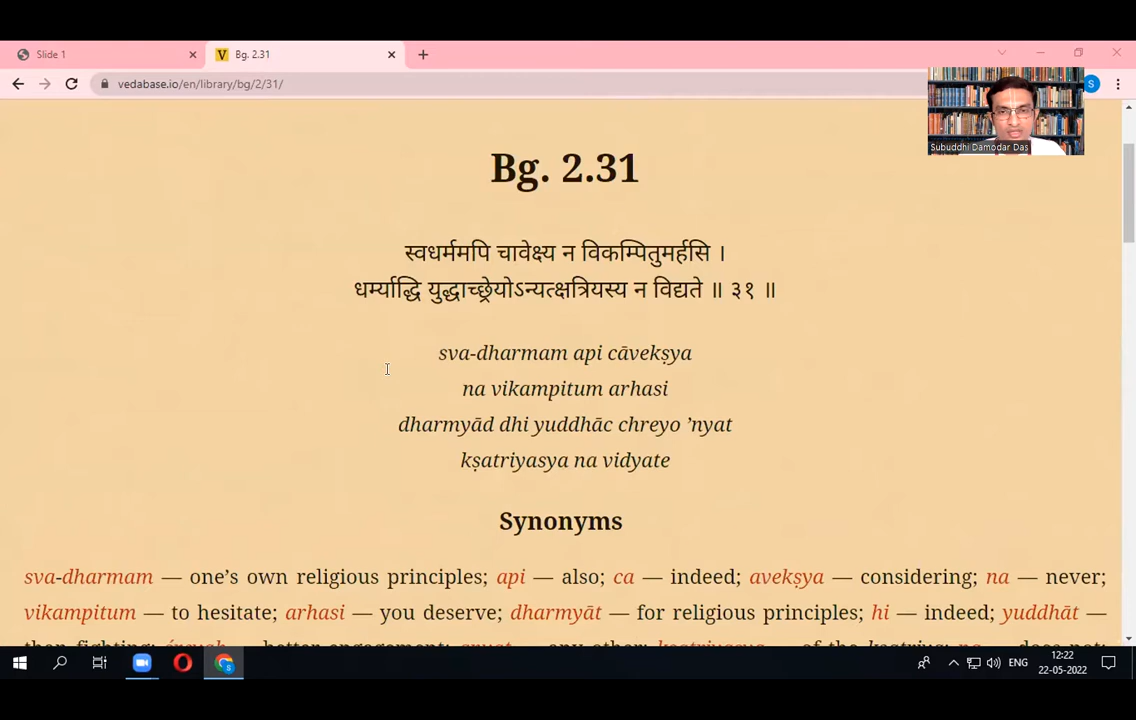 Slide 1
Bg. 2.31
vedabase.io/en/library/bg/2/31/
S
Subuddhi Damodar Das
Bg. 2.31
स्वधर्ममपि चावेक्ष्य न विकम्पितुमर्हसि ।
धर्म्याद्धि युद्धाच्छ्रेयोऽन्यत्क्षत्रियस्य न विद्यते ॥ ३१ ॥
sva-dharmam api cāvekṣya
na vikampitum arhasi
dharmyād dhi yuddhāc chreyo ’nyat
kṣatriyasya na vidyate
Synonyms
sva-dharmam — one’s own religious principles; api — also; ca — indeed; avekṣya — considering; na — never;
vikampitum — to hesitate; arhasi — you deserve; dharmyāt — for religious principles; hi — indeed; yuddhāt —
ENG
12:22
22-05-2022